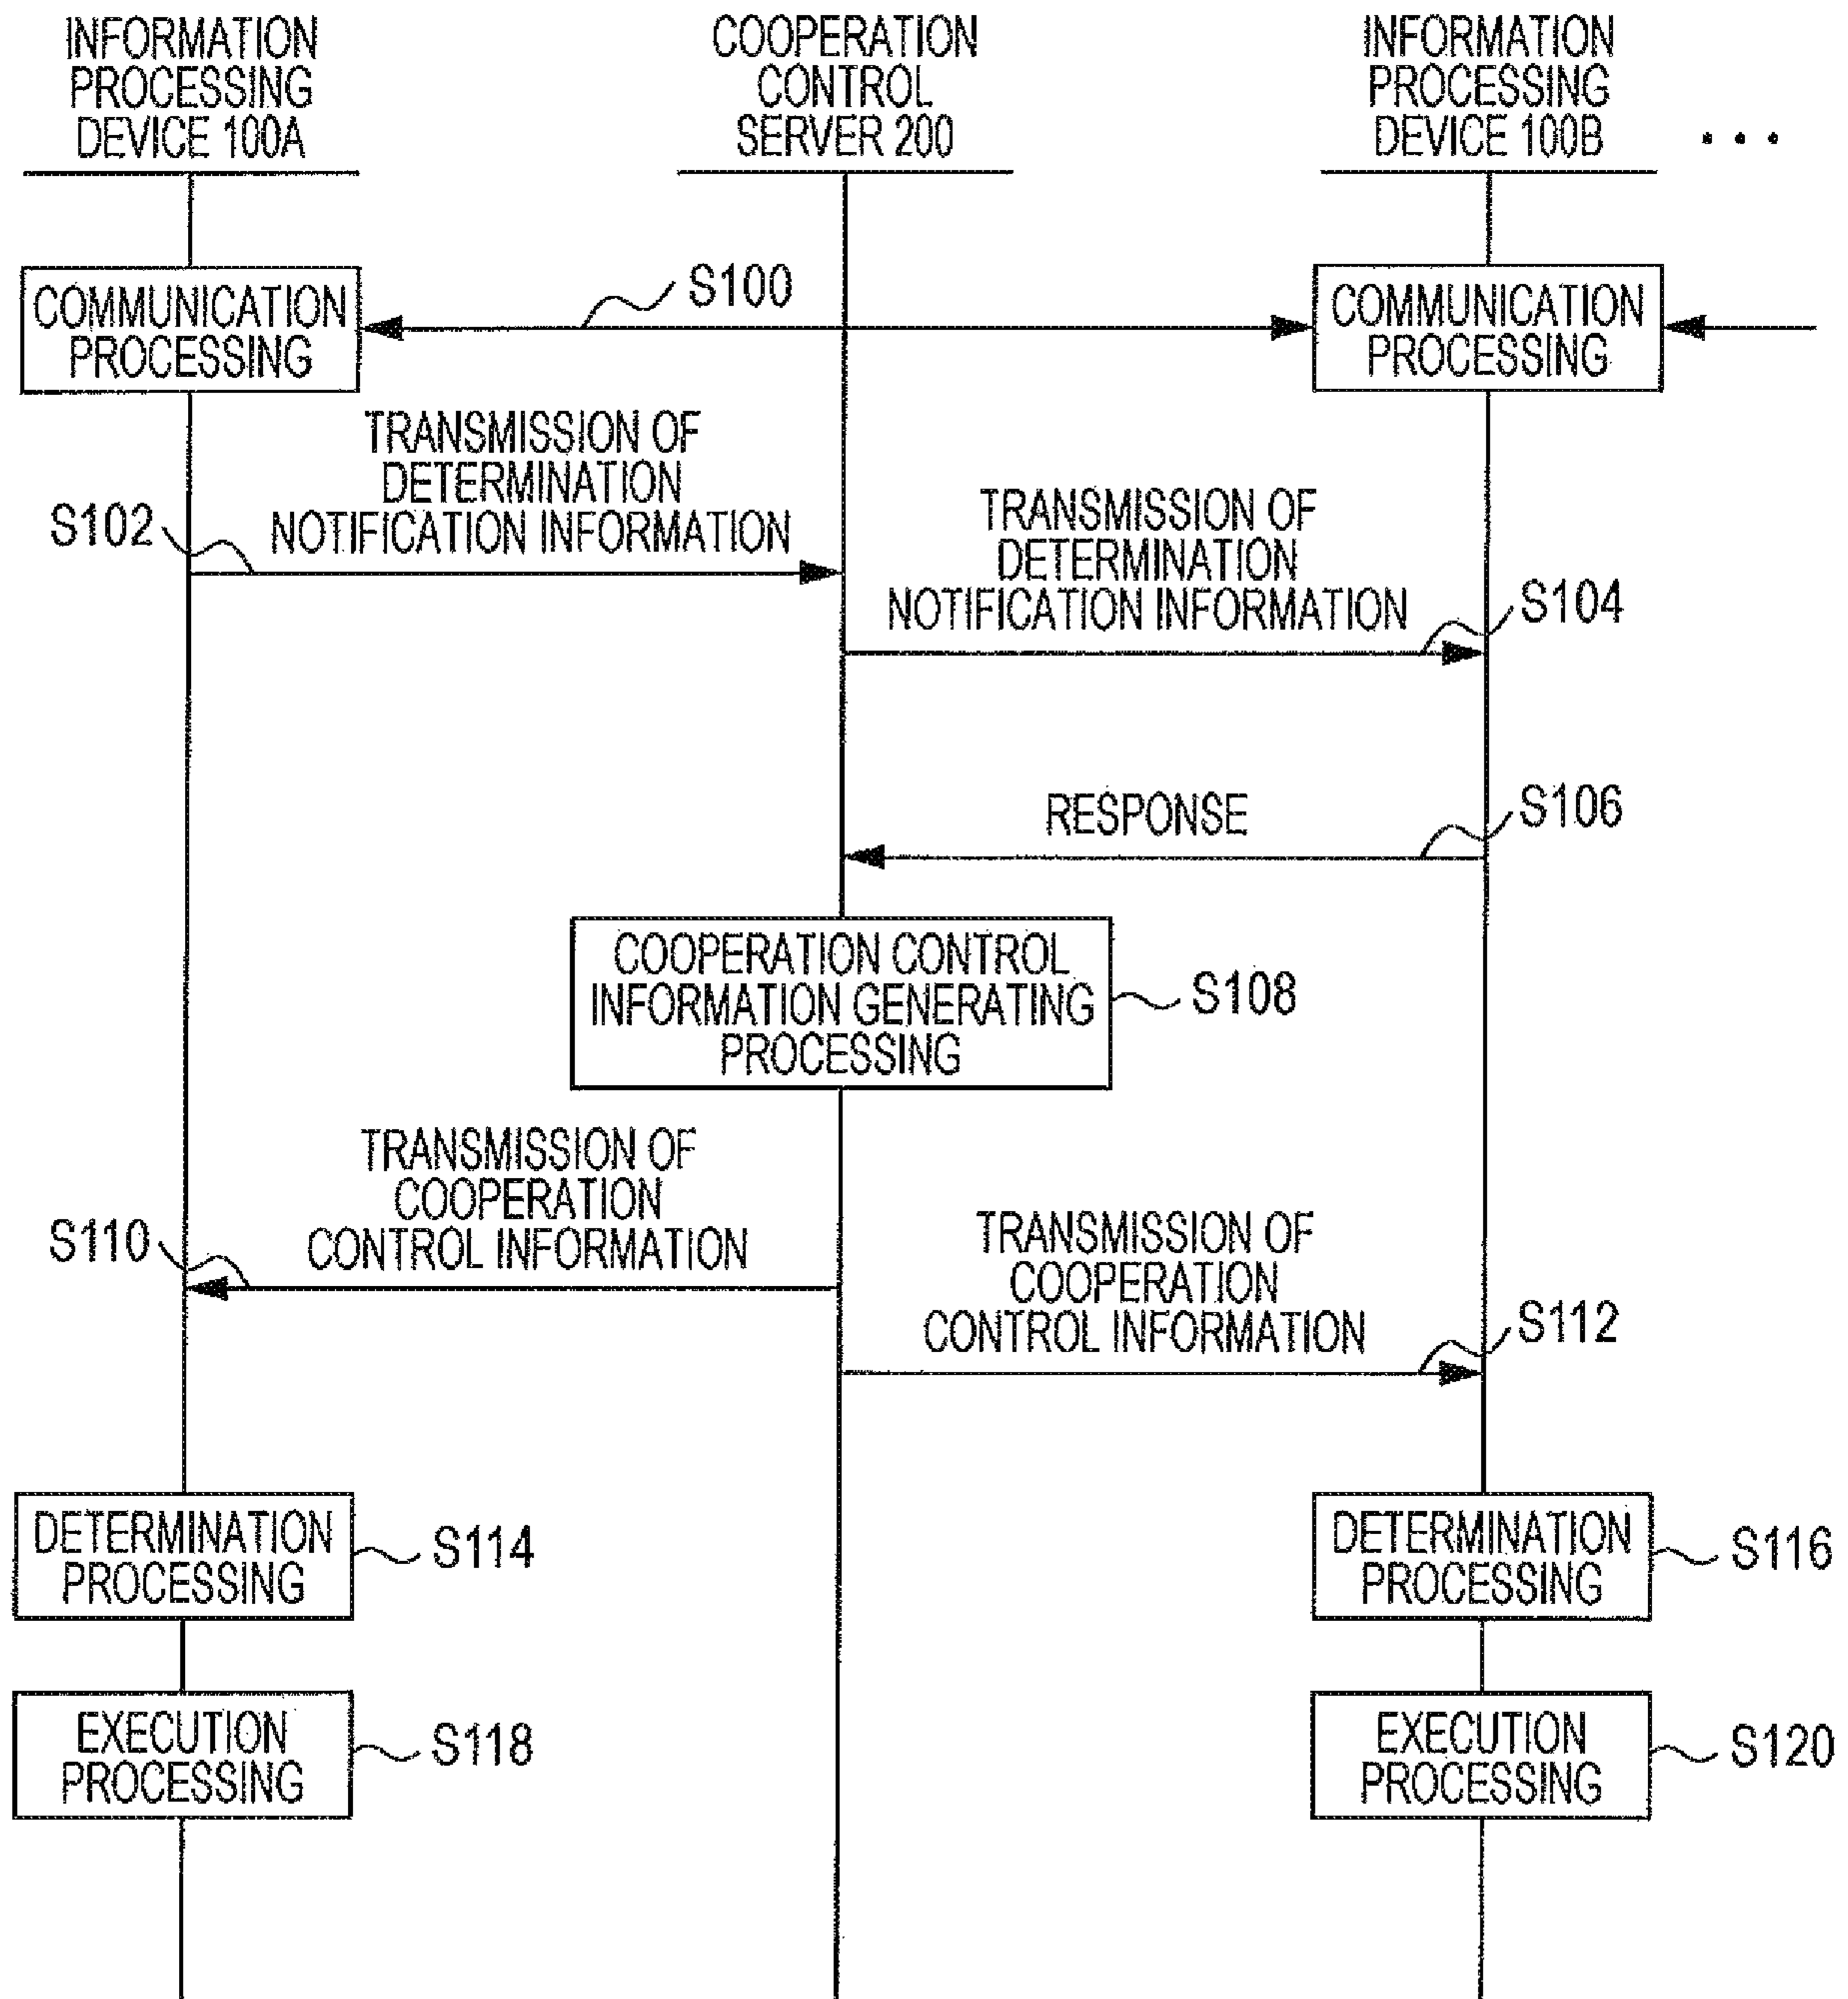 INFORMATION
PROCESSING
DEVICE 100A
COOPERATION
CONTROL
SERVER 200
INFORMATION
PROCESSING
DEVICE 100B
...
COMMUNICATION
PROCESSING
S100
COMMUNICATION
PROCESSING
TRANSMISSION OF
DETERMINATION
NOTIFICATION INFORMATION
S102
TRANSMISSION OF
DETERMINATION
NOTIFICATION INFORMATION
S104
RESPONSE
S106
COOPERATION CONTROL
INFORMATION GENERATING
PROCESSING
S108
TRANSMISSION OF
COOPERATION
CONTROL INFORMATION
S110
TRANSMISSION OF
COOPERATION
CONTROL INFORMATION
S112
DETERMINATION
PROCESSING
S114
DETERMINATION
PROCESSING
S116
EXECUTION
PROCESSING
S118
EXECUTION
PROCESSING
S120